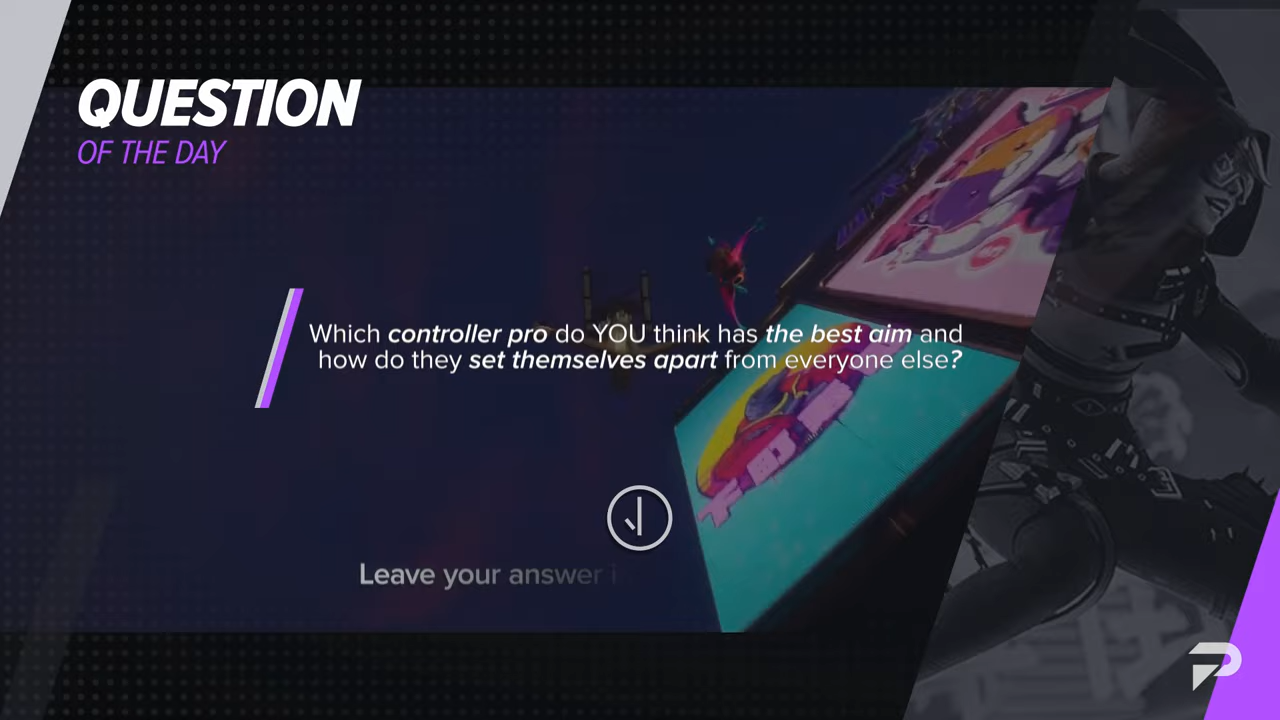 QUESTION
OF THE DAY
Which controller pro do YOU think has the best aim and
how do they set themselves apart from everyone else?
Leave your answer i